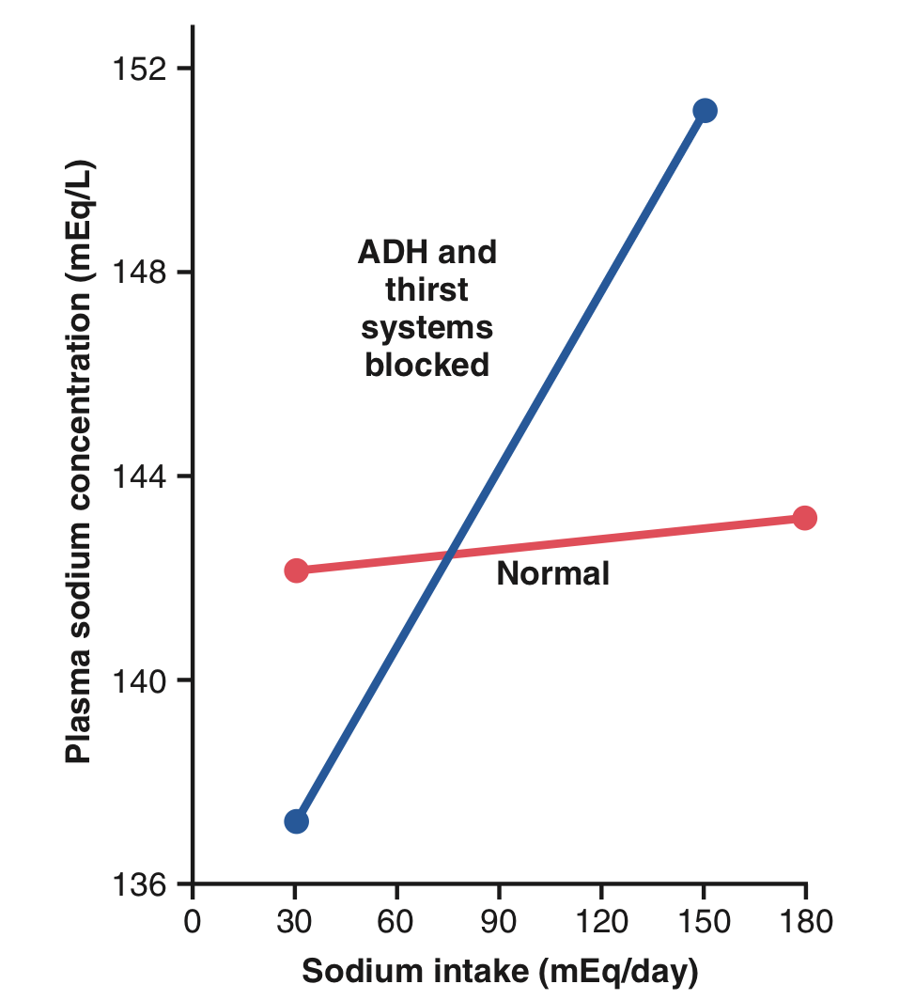 152
148
144
140
136
Plasma sodium concentration (mEq/L)
ADH and
thirst
systems
blocked
Normal
0 30 60 90 120 150 180
Sodium intake (mEq/day)